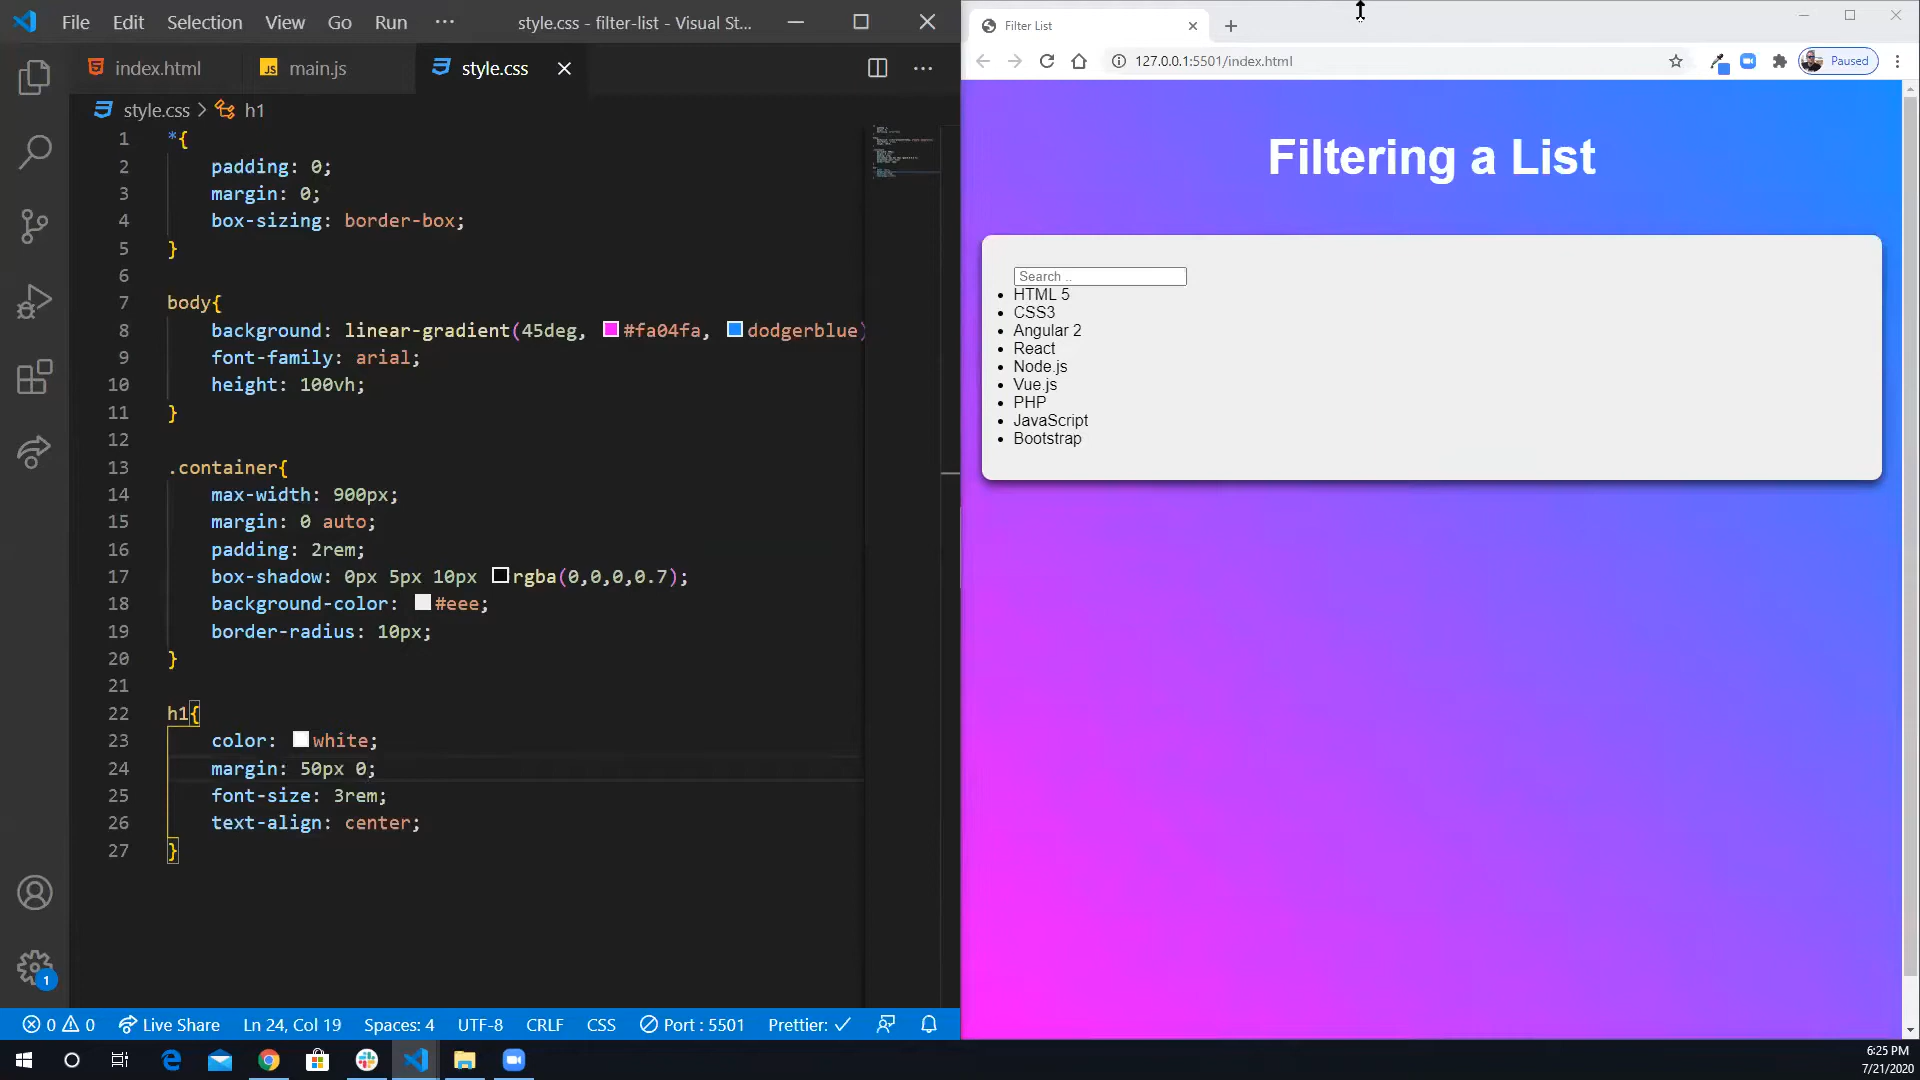 File Edit Selection View Go Run ··· style.css - filter-list - Visual St...
index.html main.js style.css
style.css > h1
1 *{
2 padding: 0;
3 margin: 0;
4 box-sizing: border-box;
5 }
6
7 body{
8 background: linear-gradient(45deg, #fa04fa, dodgerblue)
9 font-family: arial;
10 height: 100vh;
11 }
12
13 .container{
14 max-width: 900px;
15 margin: 0 auto;
16 padding: 2rem;
17 box-shadow: 0px 5px 10px rgba(0,0,0,0.7);
18 background-color: #eee;
19 border-radius: 10px;
20 }
21
22 h1{
23 color: white;
24 margin: 50px 0;
25 font-size: 3rem;
26 text-align: center;
27 }
1
0 0 Live Share Ln 24, Col 19 Spaces: 4 UTF-8 CRLF CSS Port : 5501 Prettier: ✓
Filter List
127.0.0.1:5501/index.html Paused
Filtering a List
Search ..
• HTML 5
• CSS3
• Angular 2
• React
• Node.js
• Vue.js
• PHP
• JavaScript
• Bootstrap
6:25 PM
7/21/2020